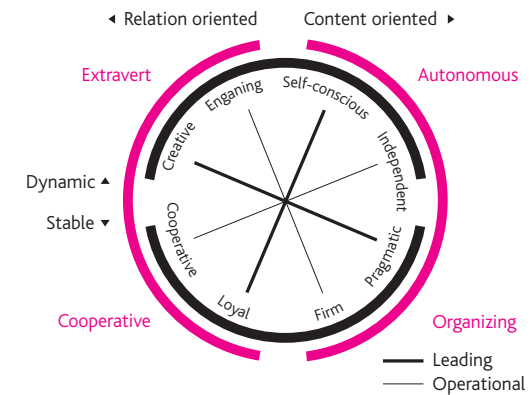 ◂ Relation oriented
Content oriented ▸
Extravert
Autonomous
Enganing
Self-conscious
Creative
Independent
Dynamic ▴
Stable ▾
Cooperative
Pragmatic
Loyal
Firm
Cooperative
Organizing
Leading
Operational